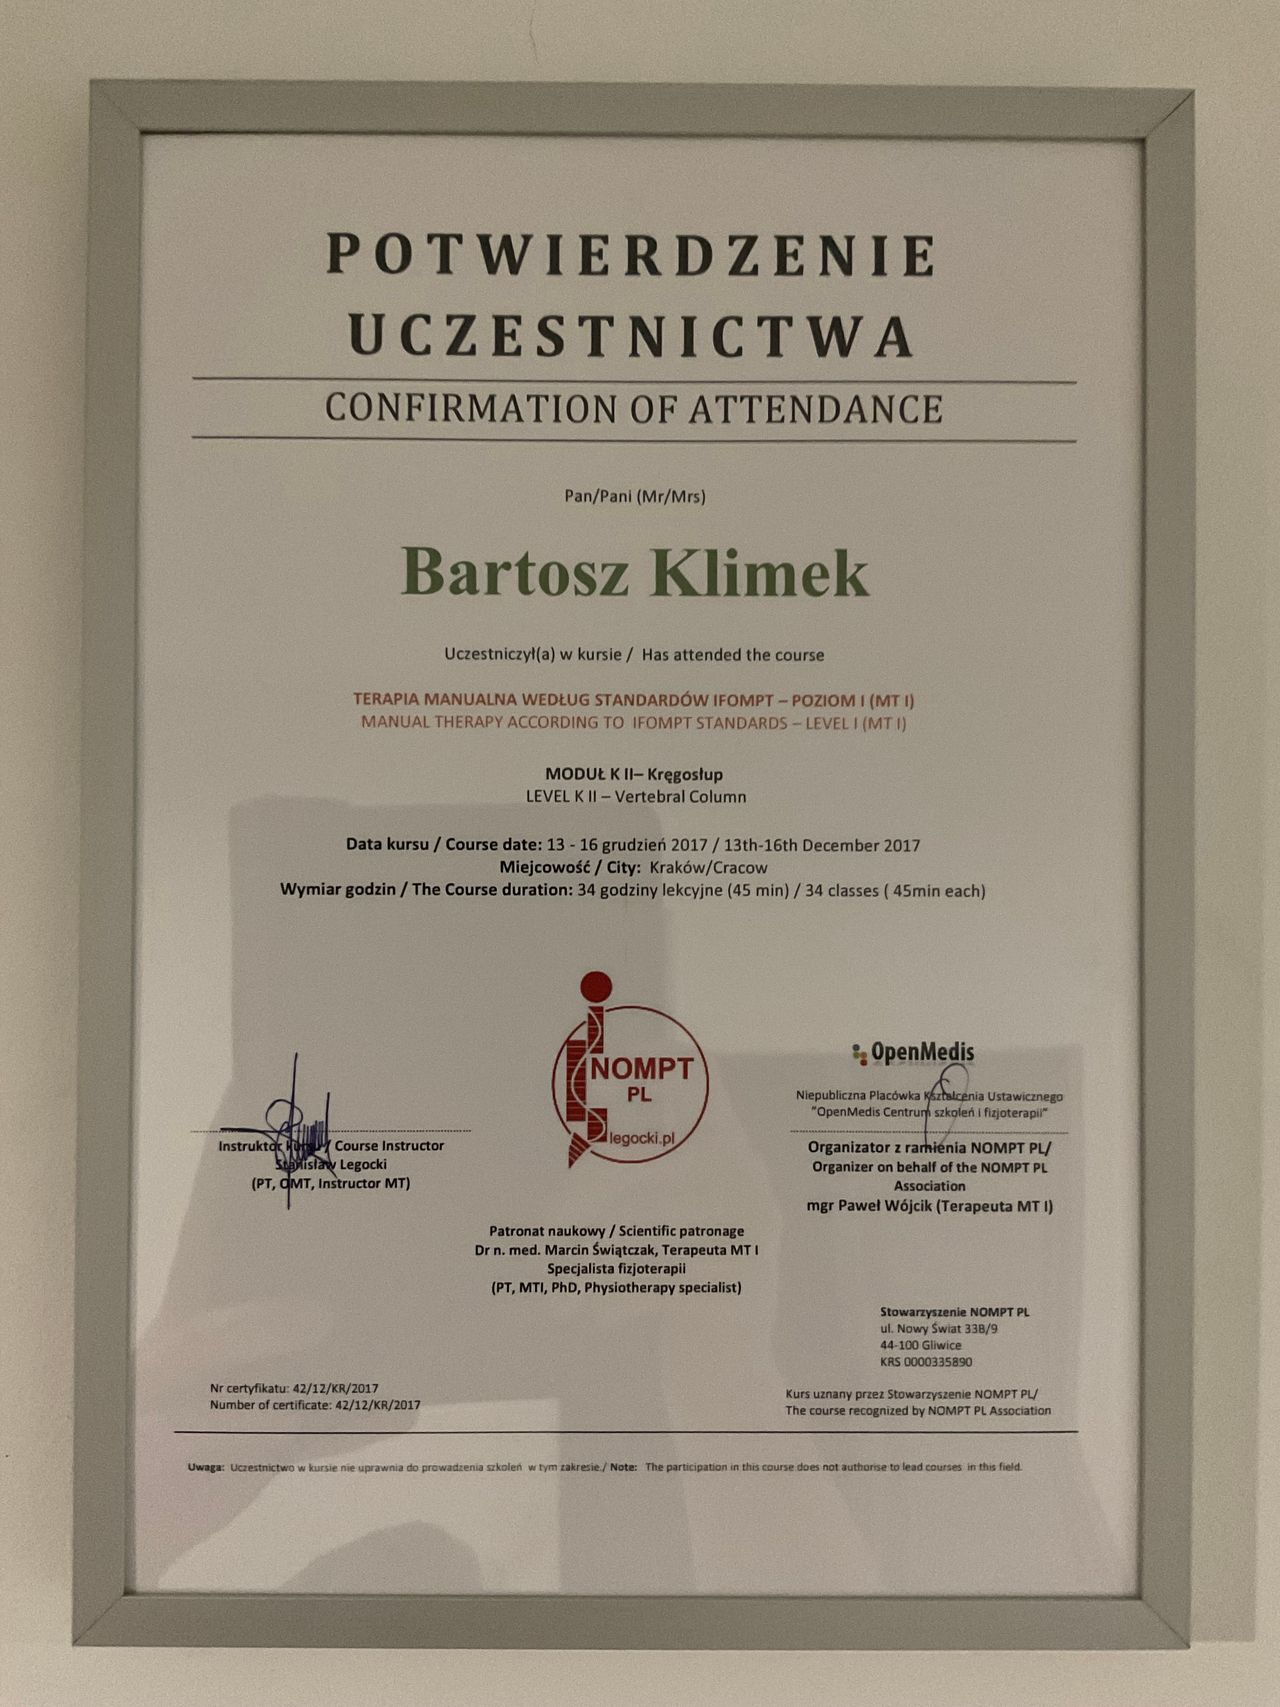 POTWIERDZENIE
UCZESTNICTWA
CONFIRMATION OF ATTENDANCE
Pan/Pani (Mr/Mrs)
Bartosz Klimek
Uczestniczył(a) w kursie / Has attended the course
TERAPIA MANUALNA WEDŁUG STANDARDÓW IFOMPT – POZIOM I (MT I)
MANUAL THERAPY ACCORDING TO IFOMPT STANDARDS – LEVEL I (MT I)
MODUŁ K II– Kręgosłup
LEVEL K II – Vertebral Column
Data kursu / Course date: 13 - 16 grudzień 2017 / 13th-16th December 2017
Miejcowość / City: Kraków/Cracow
Wymiar godzin / The Course duration: 34 godziny lekcyjne (45 min) / 34 classes ( 45min each)
NOMPT
PL
legocki.pl
Instruktor kursu / Course Instructor
Stanisław Legocki
(PT, OMT, Instructor MT)
OpenMedis
Niepubliczna Placówka Kształcenia Ustawicznego
"OpenMedis Centrum szkoleń i fizjoterapii"
Organizator z ramienia NOMPT PL/
Organizer on behalf of the NOMPT PL
Association
mgr Paweł Wójcik (Terapeuta MT I)
Patronat naukowy / Scientific patronage
Dr n. med. Marcin Świątczak, Terapeuta MT I
Specjalista fizjoterapii
(PT, MTI, PhD, Physiotherapy specialist)
Stowarzyszenie NOMPT PL
ul. Nowy Świat 33B/9
44-100 Gliwice
KRS 0000335890
Nr certyfikatu: 42/12/KR/2017
Number of certificate: 42/12/KR/2017
Kurs uznany przez Stowarzyszenie NOMPT PL/
The course recognized by NOMPT PL Association
Uwaga: Uczestnictwo w kursie nie uprawnia do prowadzenia szkoleń w tym zakresie./ Note: The participation in this course does not authorise to lead courses in this field.